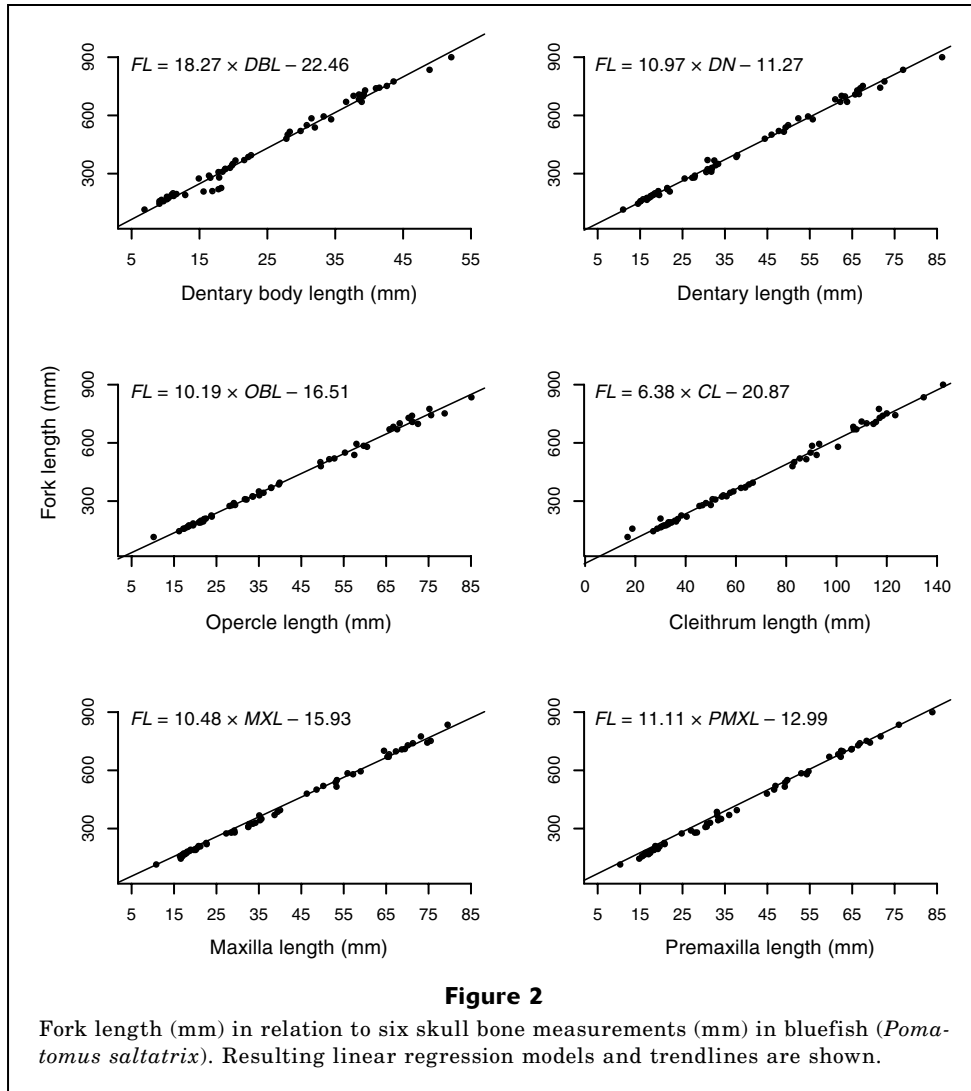 FL = 18.27 × DBL – 22.46
900
600
300
5 15 25 35 45 55
Dentary body length (mm)
FL = 10.97 × DN – 11.27
900
600
300
5 15 25 35 45 55 65 75 85
Dentary length (mm)
Fork length (mm)
FL = 10.19 × OBL – 16.51
900
600
300
5 15 25 35 45 55 65 75 85
Opercle length (mm)
FL = 6.38 × CL – 20.87
900
600
300
0 20 40 60 80 100 120 140
Cleithrum length (mm)
FL = 10.48 × MXL – 15.93
900
600
300
5 15 25 35 45 55 65 75 85
Maxilla length (mm)
FL = 11.11 × PMXL – 12.99
900
600
300
5 15 25 35 45 55 65 75 85
Premaxilla length (mm)
Figure 2
Fork length (mm) in relation to six skull bone measurements (mm) in bluefish (Poma-
tomus saltatrix). Resulting linear regression models and trendlines are shown.